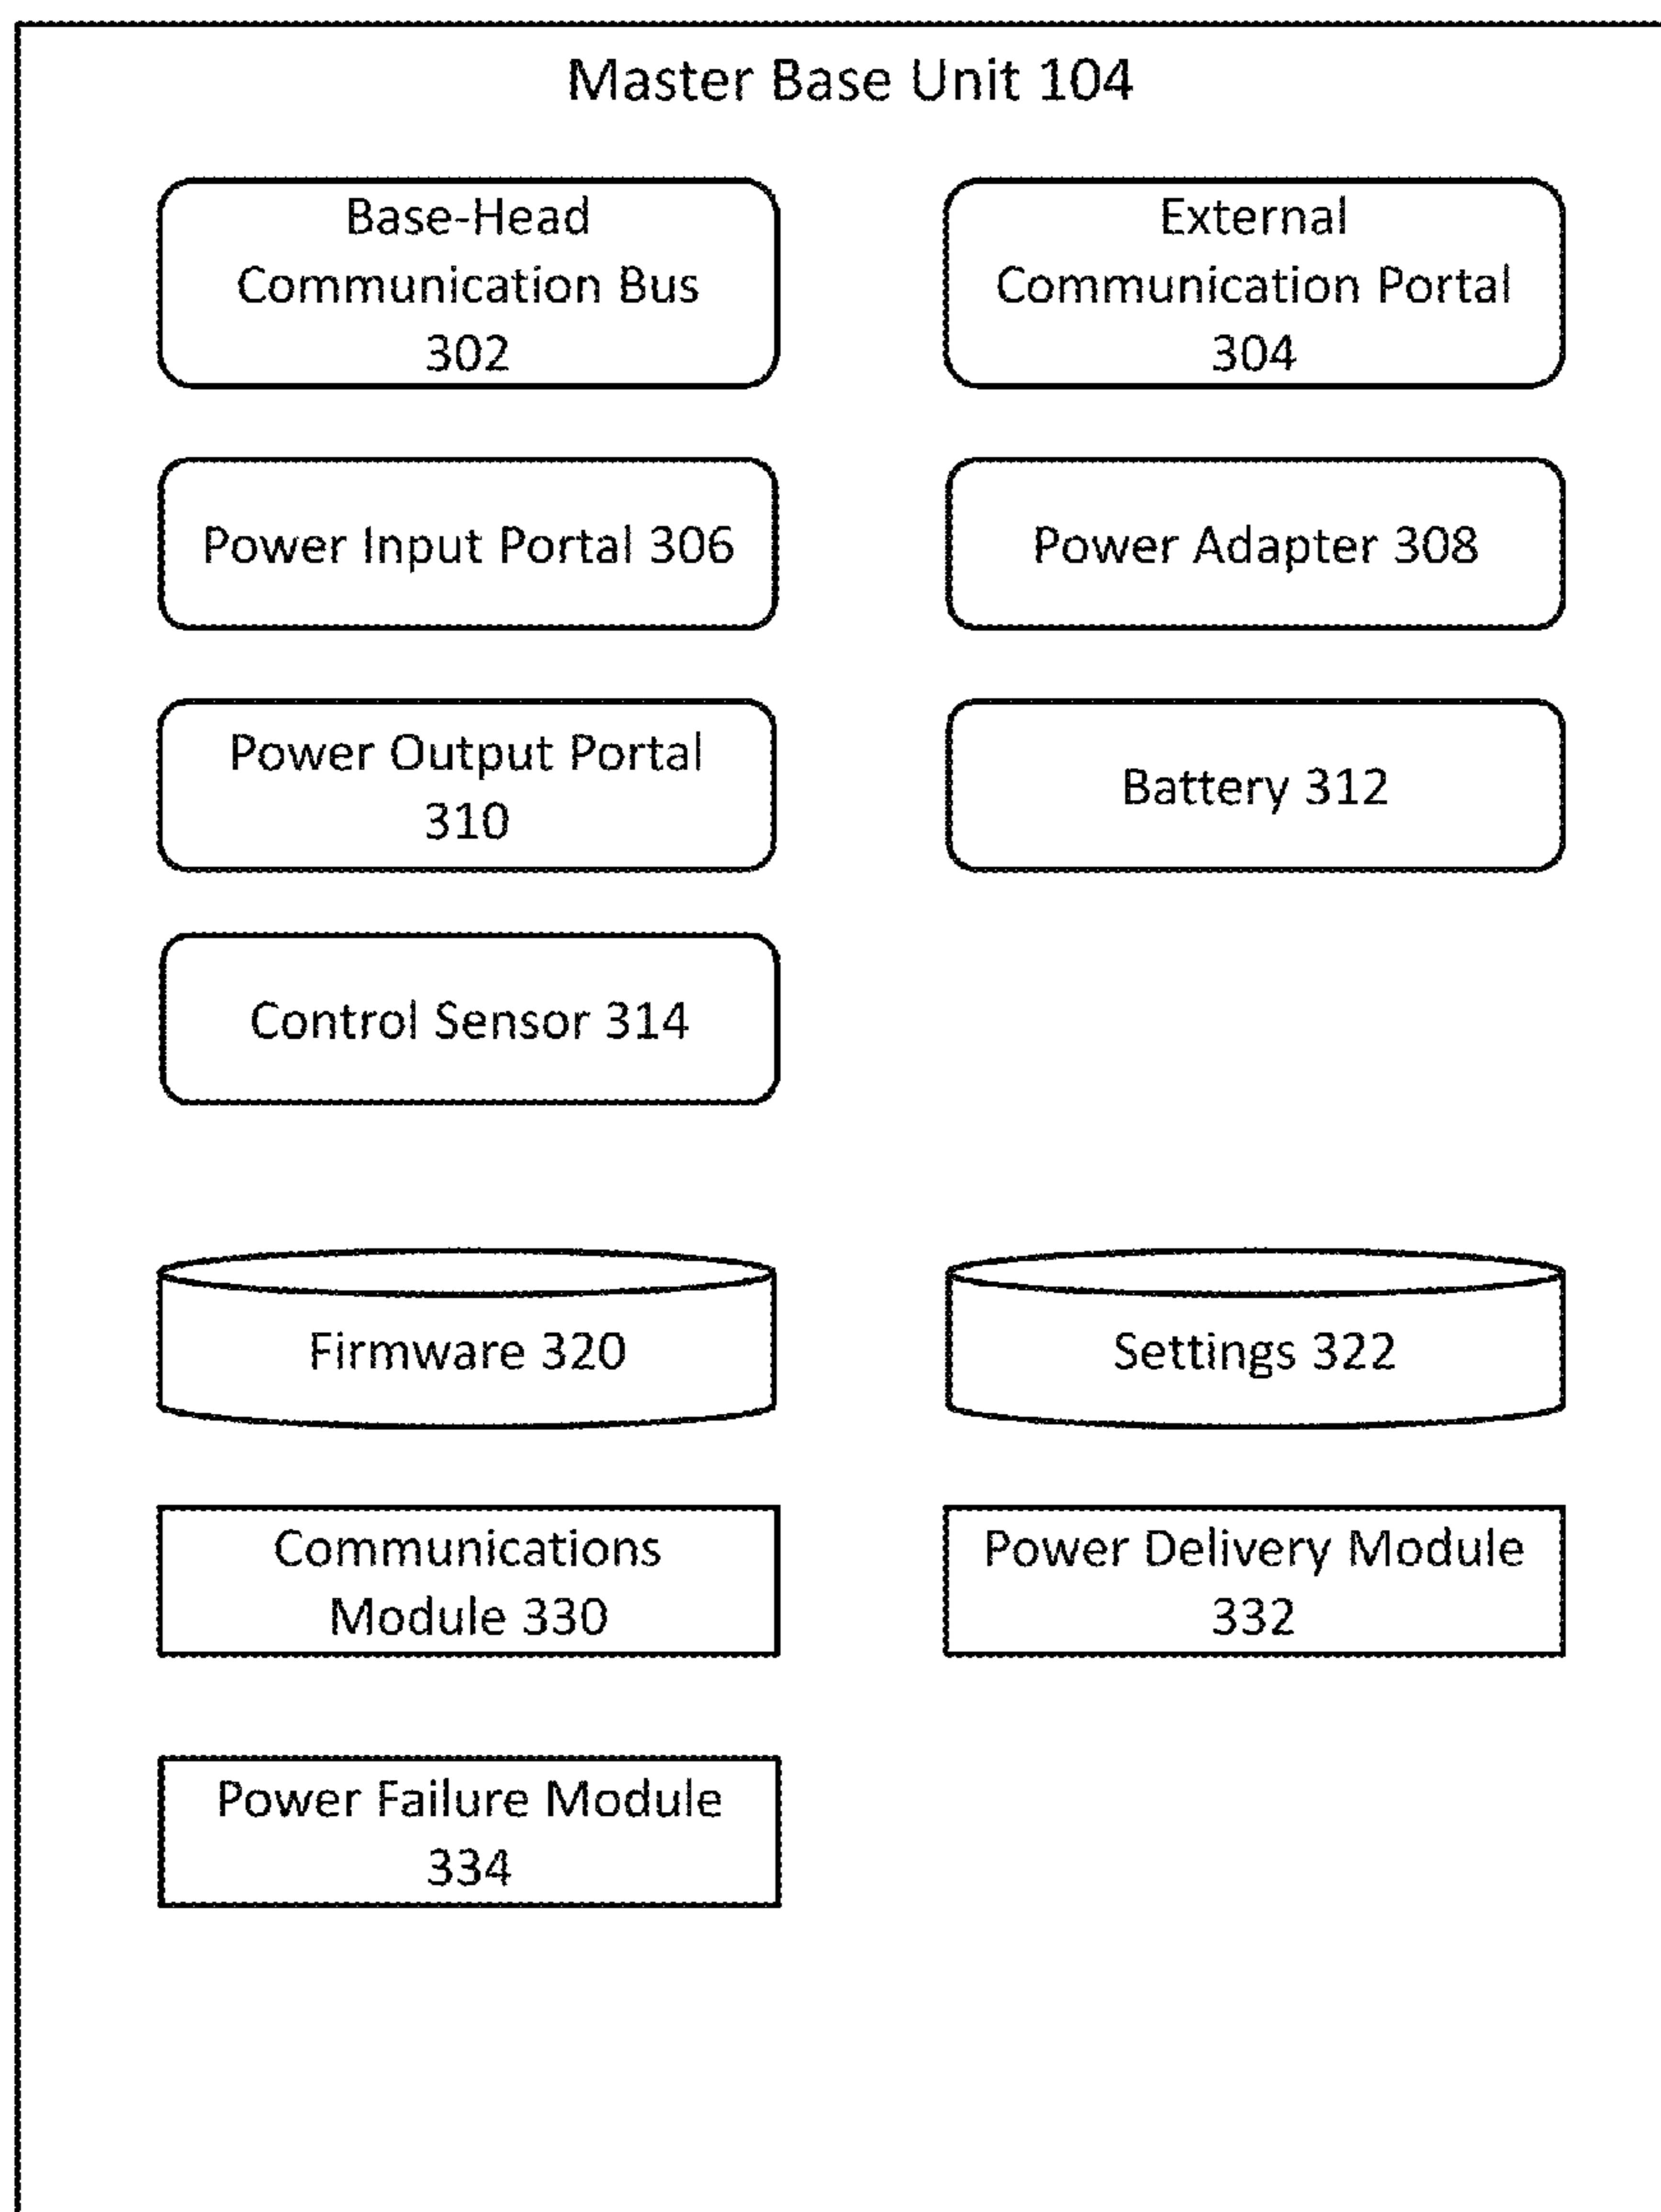 Master Base Unit 104
Base-Head
Communication Bus
302
External
Communication Portal
304
Power Input Portal 306
Power Adapter 308
Power Output Portal
310
Battery 312
Control Sensor 314
Firmware 320
Settings 322
Communications
Module 330
Power Delivery Module
332
Power Failure Module
334